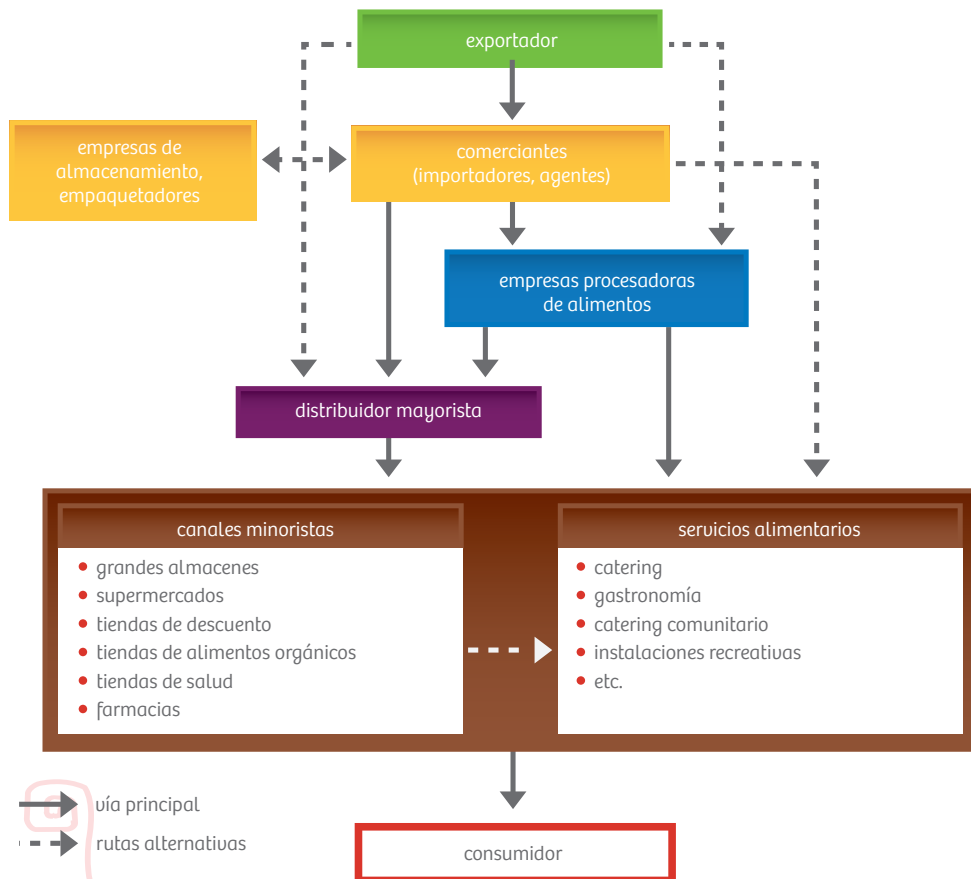 exportador
empresas de
almacenamiento,
empaquetadores
comerciantes
(importadores, agentes)
empresas procesadoras
de alimentos
distribuidor mayorista
canales minoristas
• grandes almacenes
• supermercados
• tiendas de descuento
• tiendas de alimentos orgánicos
• tiendas de salud
• farmacias
servicios alimentarios
• catering
• gastronomía
• catering comunitario
• instalaciones recreativas
• etc.
vía principal
rutas alternativas
consumidor